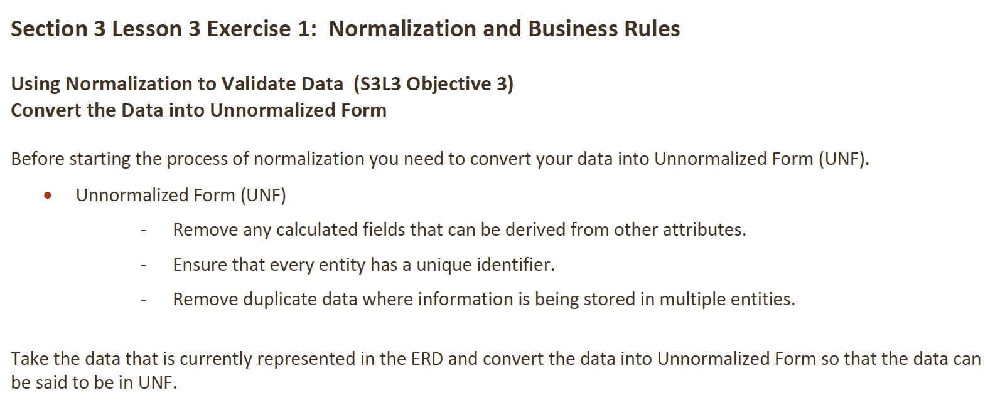 Section 3 Lesson 3 Exercise 1:  Normalization and Business Rules
Using Normalization to Validate Data  (S3L3 Objective 3)
Convert the Data into Unnormalized Form
Before starting the process of normalization you need to convert your data into Unnormalized Form (UNF).
• Unnormalized Form (UNF)
- Remove any calculated fields that can be derived from other attributes.
- Ensure that every entity has a unique identifier.
- Remove duplicate data where information is being stored in multiple entities.
Take the data that is currently represented in the ERD and convert the data into Unnormalized Form so that the data can
be said to be in UNF.